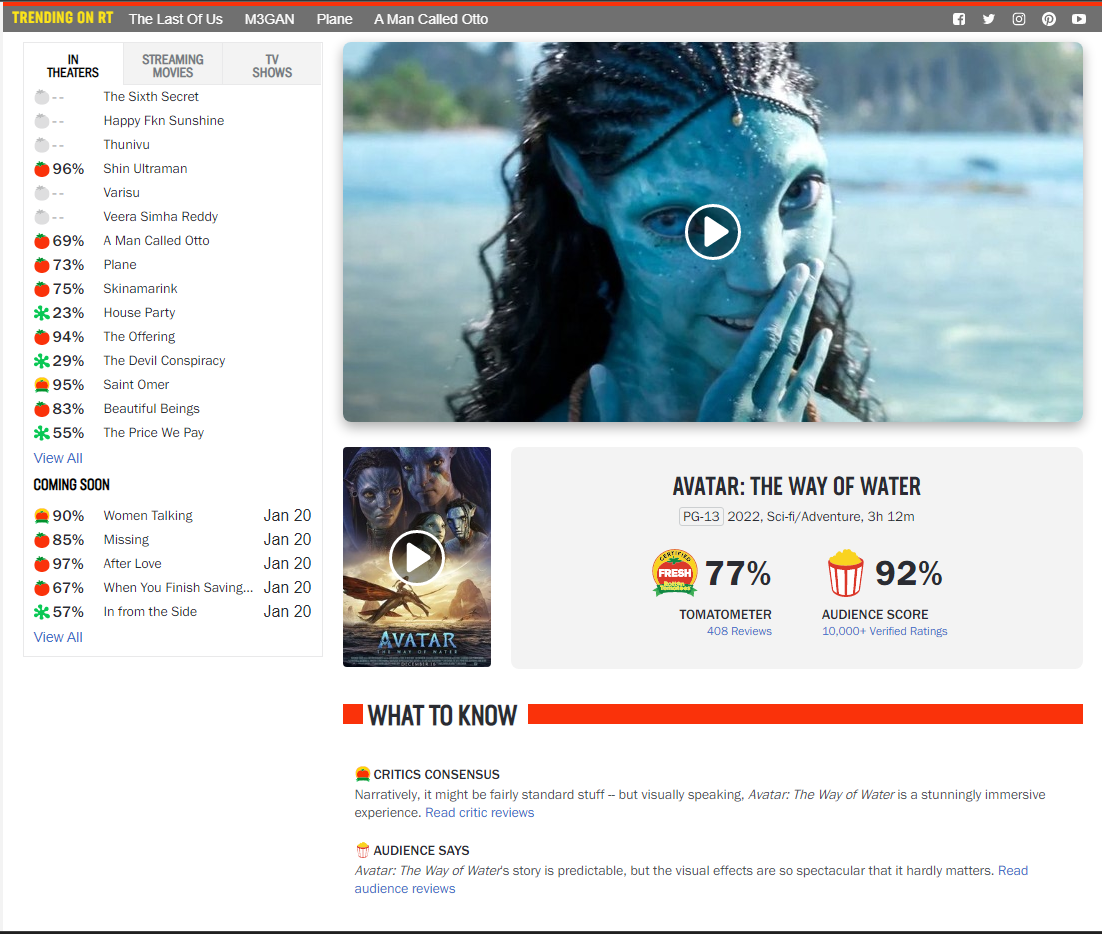 TRENDING ON RT The Last Of Us M3GAN Plane A Man Called Otto
IN THEATERS
STREAMING MOVIES
TV SHOWS
-- The Sixth Secret
-- Happy Fkn Sunshine
-- Thunivu
96% Shin Ultraman
-- Varisu
-- Veera Simha Reddy
69% A Man Called Otto
73% Plane
75% Skinamarink
23% House Party
94% The Offering
29% The Devil Conspiracy
95% Saint Omer
83% Beautiful Beings
55% The Price We Pay
View All
COMING SOON
90% Women Talking Jan 20
85% Missing Jan 20
97% After Love Jan 20
67% When You Finish Saving... Jan 20
57% In from the Side Jan 20
View All
AVATAR
THE WAY OF WATER
DECEMBER 16
AVATAR: THE WAY OF WATER
PG-13 2022, Sci-fi/Adventure, 3h 12m
CERTIFIED
FRESH
77% 92%
TOMATOMETER AUDIENCE SCORE
408 Reviews 10,000+ Verified Ratings
WHAT TO KNOW
CRITICS CONSENSUS
Narratively, it might be fairly standard stuff -- but visually speaking, Avatar: The Way of Water is a stunningly immersive
experience. Read critic reviews
AUDIENCE SAYS
Avatar: The Way of Water's story is predictable, but the visual effects are so spectacular that it hardly matters. Read
audience reviews